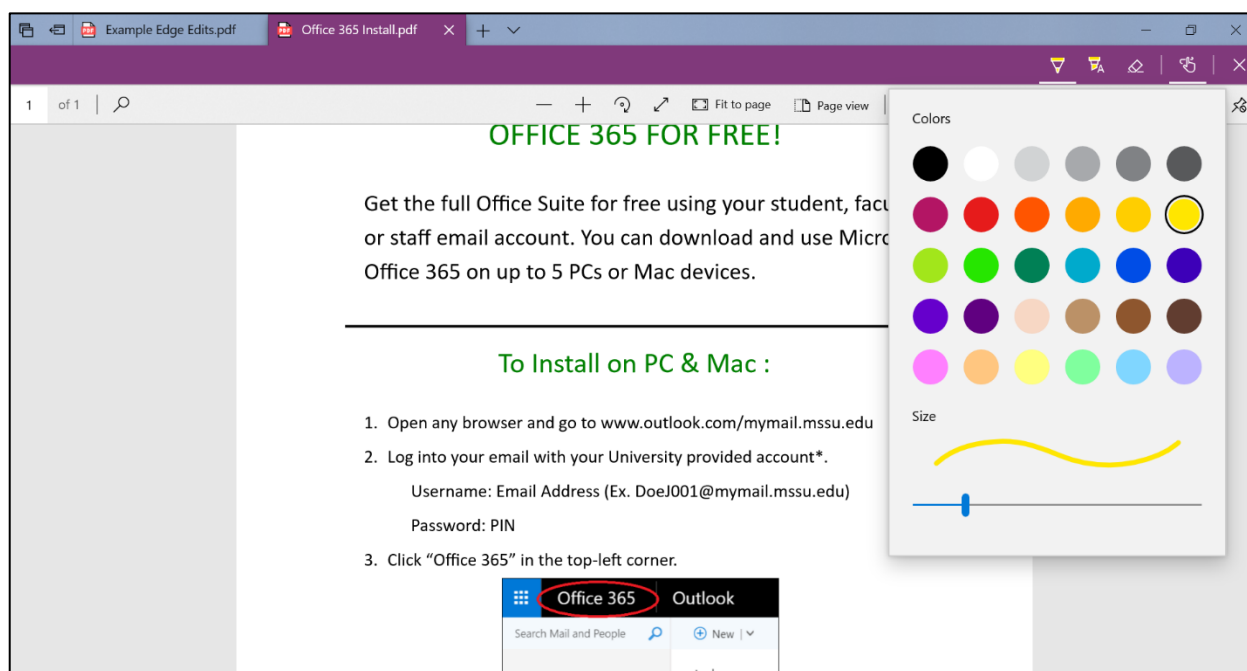 Example Edge Edits.pdf
Office 365 Install.pdf
1 of 1
Fit to page
Page view
Colors
OFFICE 365 FOR FREE!
Get the full Office Suite for free using your student, facu
or staff email account. You can download and use Micro
Office 365 on up to 5 PCs or Mac devices.
To Install on PC & Mac :
1. Open any browser and go to www.outlook.com/mymail.mssu.edu
2. Log into your email with your University provided account*.
Username: Email Address (Ex. DoeJ001@mymail.mssu.edu)
Password: PIN
3. Click “Office 365” in the top-left corner.
Size
Office 365
Outlook
Search Mail and People
New